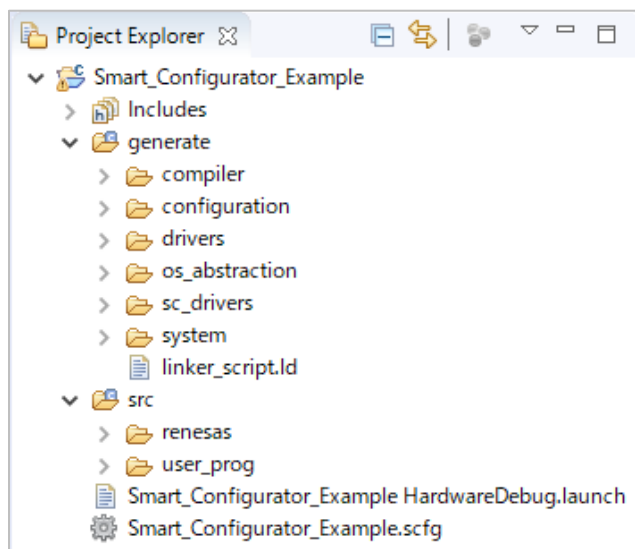 Project Explorer
Smart_Configurator_Example
Includes
generate
compiler
configuration
drivers
os_abstraction
sc_drivers
system
linker_script.ld
src
renesas
user_prog
Smart_Configurator_Example HardwareDebug.launch
Smart_Configurator_Example.scfg